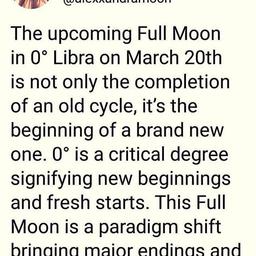 @alexxandramoon
The upcoming Full Moon
in 0° Libra on March 20th
is not only the completion
of an old cycle, it's the
beginning of a brand new
one. 0° is a critical degree
signifying new beginnings
and fresh starts. This Full
Moon is a paradigm shift
bringing major endings and